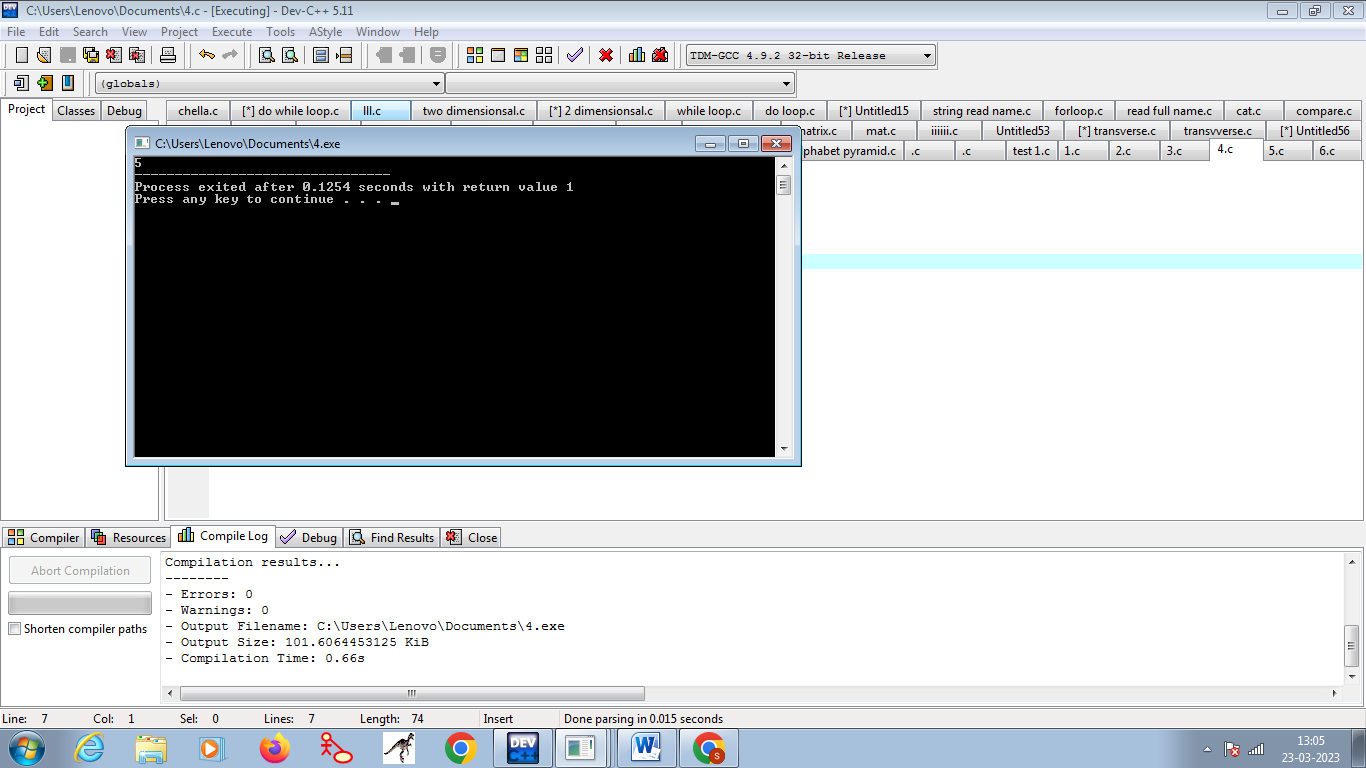 C:\Users\Lenovo\Documents\4.c - [Executing] - Dev-C++ 5.11
File Edit Search View Project Execute Tools AStyle Window Help
TDM-GCC 4.9.2 32-bit Release
(globals)
Project Classes Debug
chella.c [*] do while loop.c lll.c two dimensionsal.c [*] 2 dimensionsal.c while loop.c do loop.c [*] Untitled15 string read name.c forloop.c read full name.c cat.c compare.c
matrix.c mat.c iiiiii.c Untitled53 [*] transverse.c transvverse.c [*] Untitled56
phabet pyramid.c .c .c test 1.c 1.c 2.c 3.c 4.c 5.c 6.c
C:\Users\Lenovo\Documents\4.exe
5
--------------------------------
Process exited after 0.1254 seconds with return value 1
Press any key to continue . . . _
Compiler Resources Compile Log Debug Find Results Close
Abort Compilation
Shorten compiler paths
Compilation results...
--------
- Errors: 0
- Warnings: 0
- Output Filename: C:\Users\Lenovo\Documents\4.exe
- Output Size: 101.6064453125 KiB
- Compilation Time: 0.66s
Line: 7 Col: 1 Sel: 0 Lines: 7 Length: 74 Insert Done parsing in 0.015 seconds
DEV C++
W
S
13:05
23-03-2023